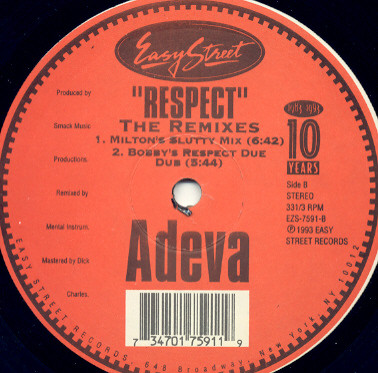 Easy Street
Produced by
"RESPECT"
1983-1993
Smack Music
THE REMIXES
10
YEARS
1. MILTON'S SLUTTY MIX (6:42)
2. BOBBY'S RESPECT DUE
DUB (5:44)
Productions.
Side B
STEREO
331/3 RPM
EZS-7591-B
℗ 1993 EASY
STREET RECORDS
Remixed by
Mental Instrum.
Adeva
Mastered by Dick
Charles.
7 34701 75911 9
EASY STREET RECORDS, 648 Broadway, New York NY 10012